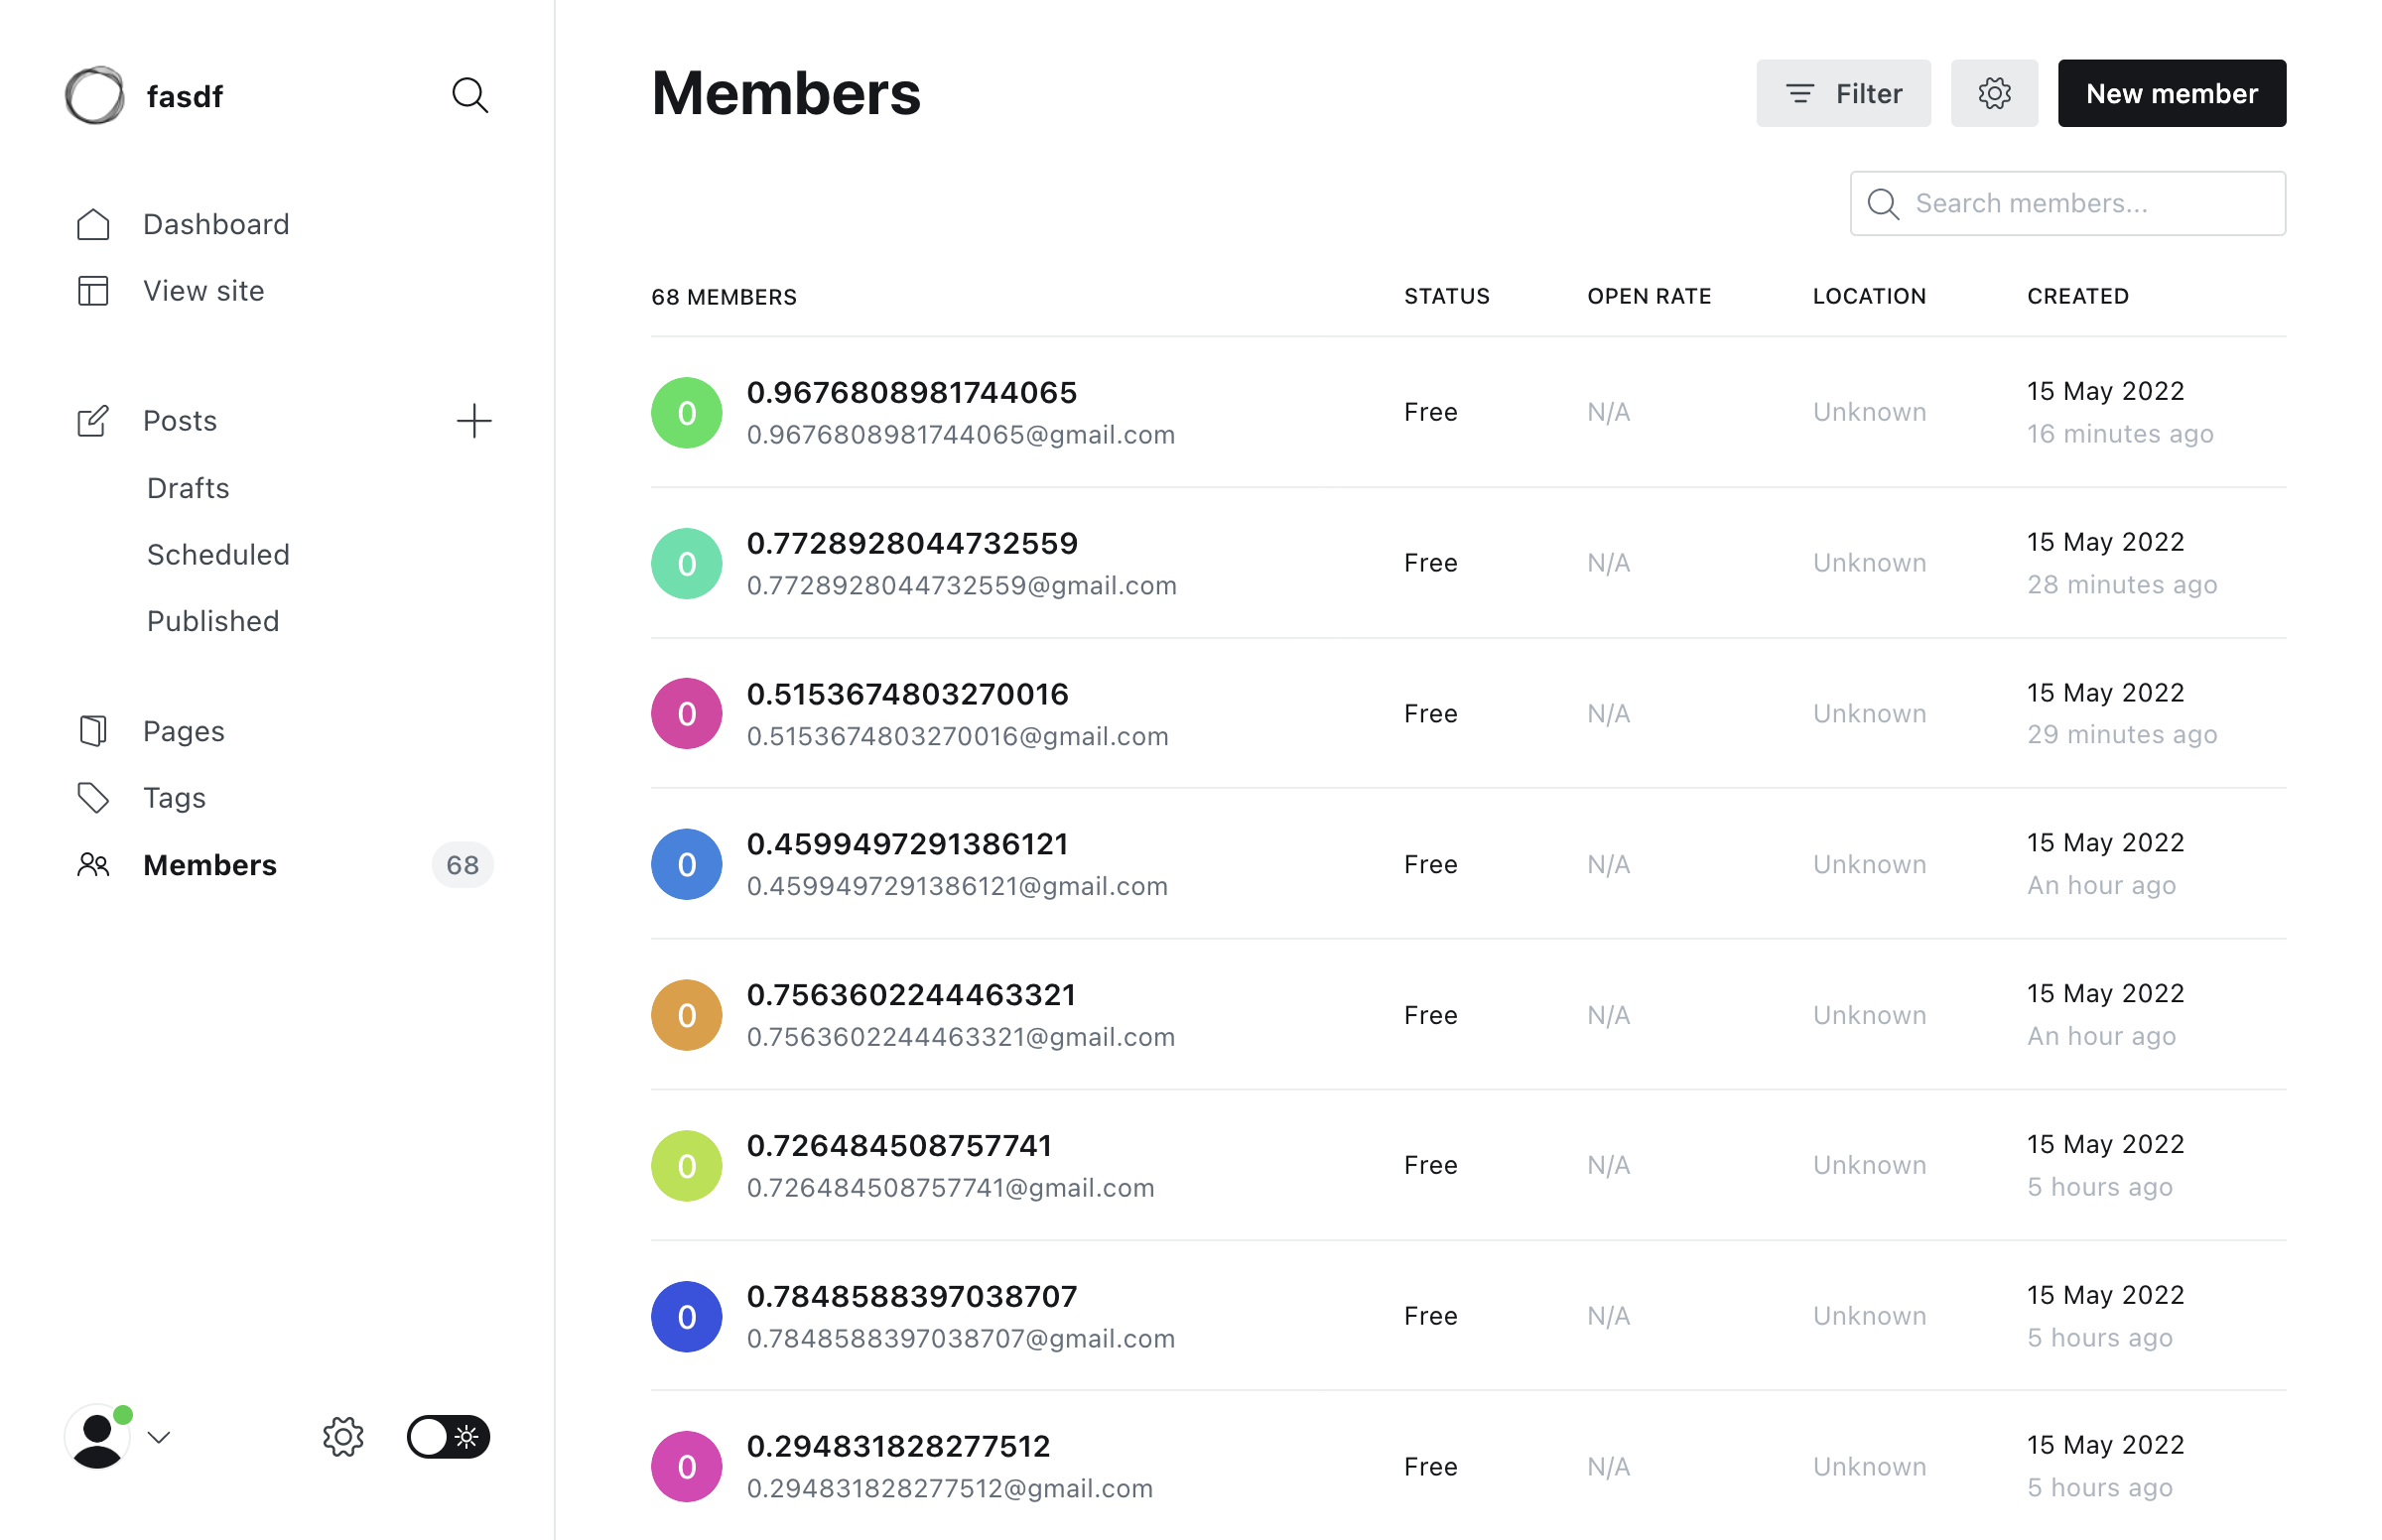 fasdf
Dashboard
View site
Posts
Drafts
Scheduled
Published
Pages
Tags
Members 68
Members
Filter
New member
Search members...
68 MEMBERS STATUS OPEN RATE LOCATION CREATED
0 0.9676808981744065 Free N/A Unknown 15 May 2022
0.9676808981744065@gmail.com 16 minutes ago
0 0.7728928044732559 Free N/A Unknown 15 May 2022
0.7728928044732559@gmail.com 28 minutes ago
0 0.5153674803270016 Free N/A Unknown 15 May 2022
0.5153674803270016@gmail.com 29 minutes ago
0 0.4599497291386121 Free N/A Unknown 15 May 2022
0.4599497291386121@gmail.com An hour ago
0 0.7563602244463321 Free N/A Unknown 15 May 2022
0.7563602244463321@gmail.com An hour ago
0 0.726484508757741 Free N/A Unknown 15 May 2022
0.726484508757741@gmail.com 5 hours ago
0 0.7848588397038707 Free N/A Unknown 15 May 2022
0.7848588397038707@gmail.com 5 hours ago
0 0.294831828277512 Free N/A Unknown 15 May 2022
0.294831828277512@gmail.com 5 hours ago